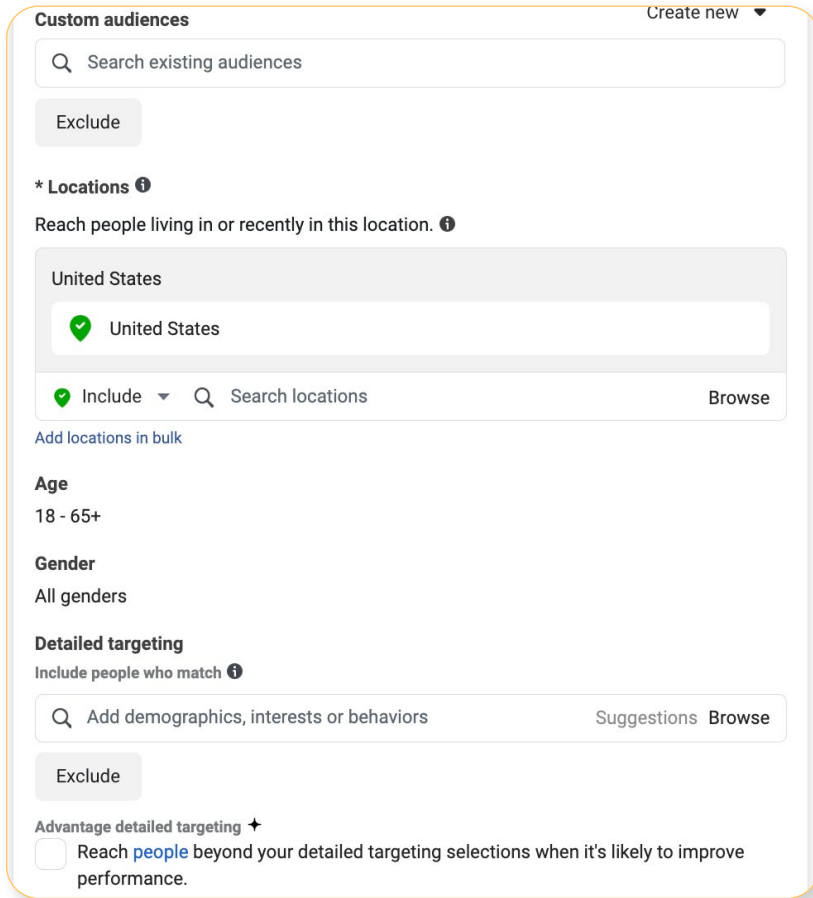 Custom audiences
Create new
Search existing audiences
Exclude
* Locations
Reach people living in or recently in this location.
United States
United States
Include
Search locations
Browse
Add locations in bulk
Age
18 - 65+
Gender
All genders
Detailed targeting
Include people who match
Add demographics, interests or behaviors
Suggestions
Browse
Exclude
Advantage detailed targeting
Reach people beyond your detailed targeting selections when it's likely to improve
performance.